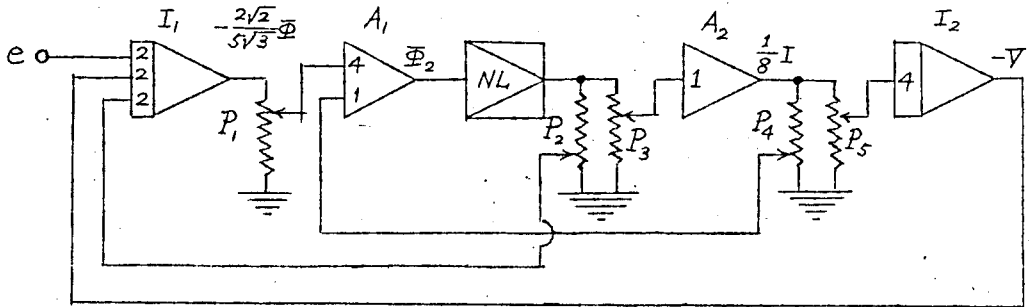 I₁
-2√2/5√3 Φ
A₁
A₂
I₂
e
2
2
2
4
1
Φ₂
NL
1
1/8 I
4
-V
P₁
P₂
P₃
P₄
P₅